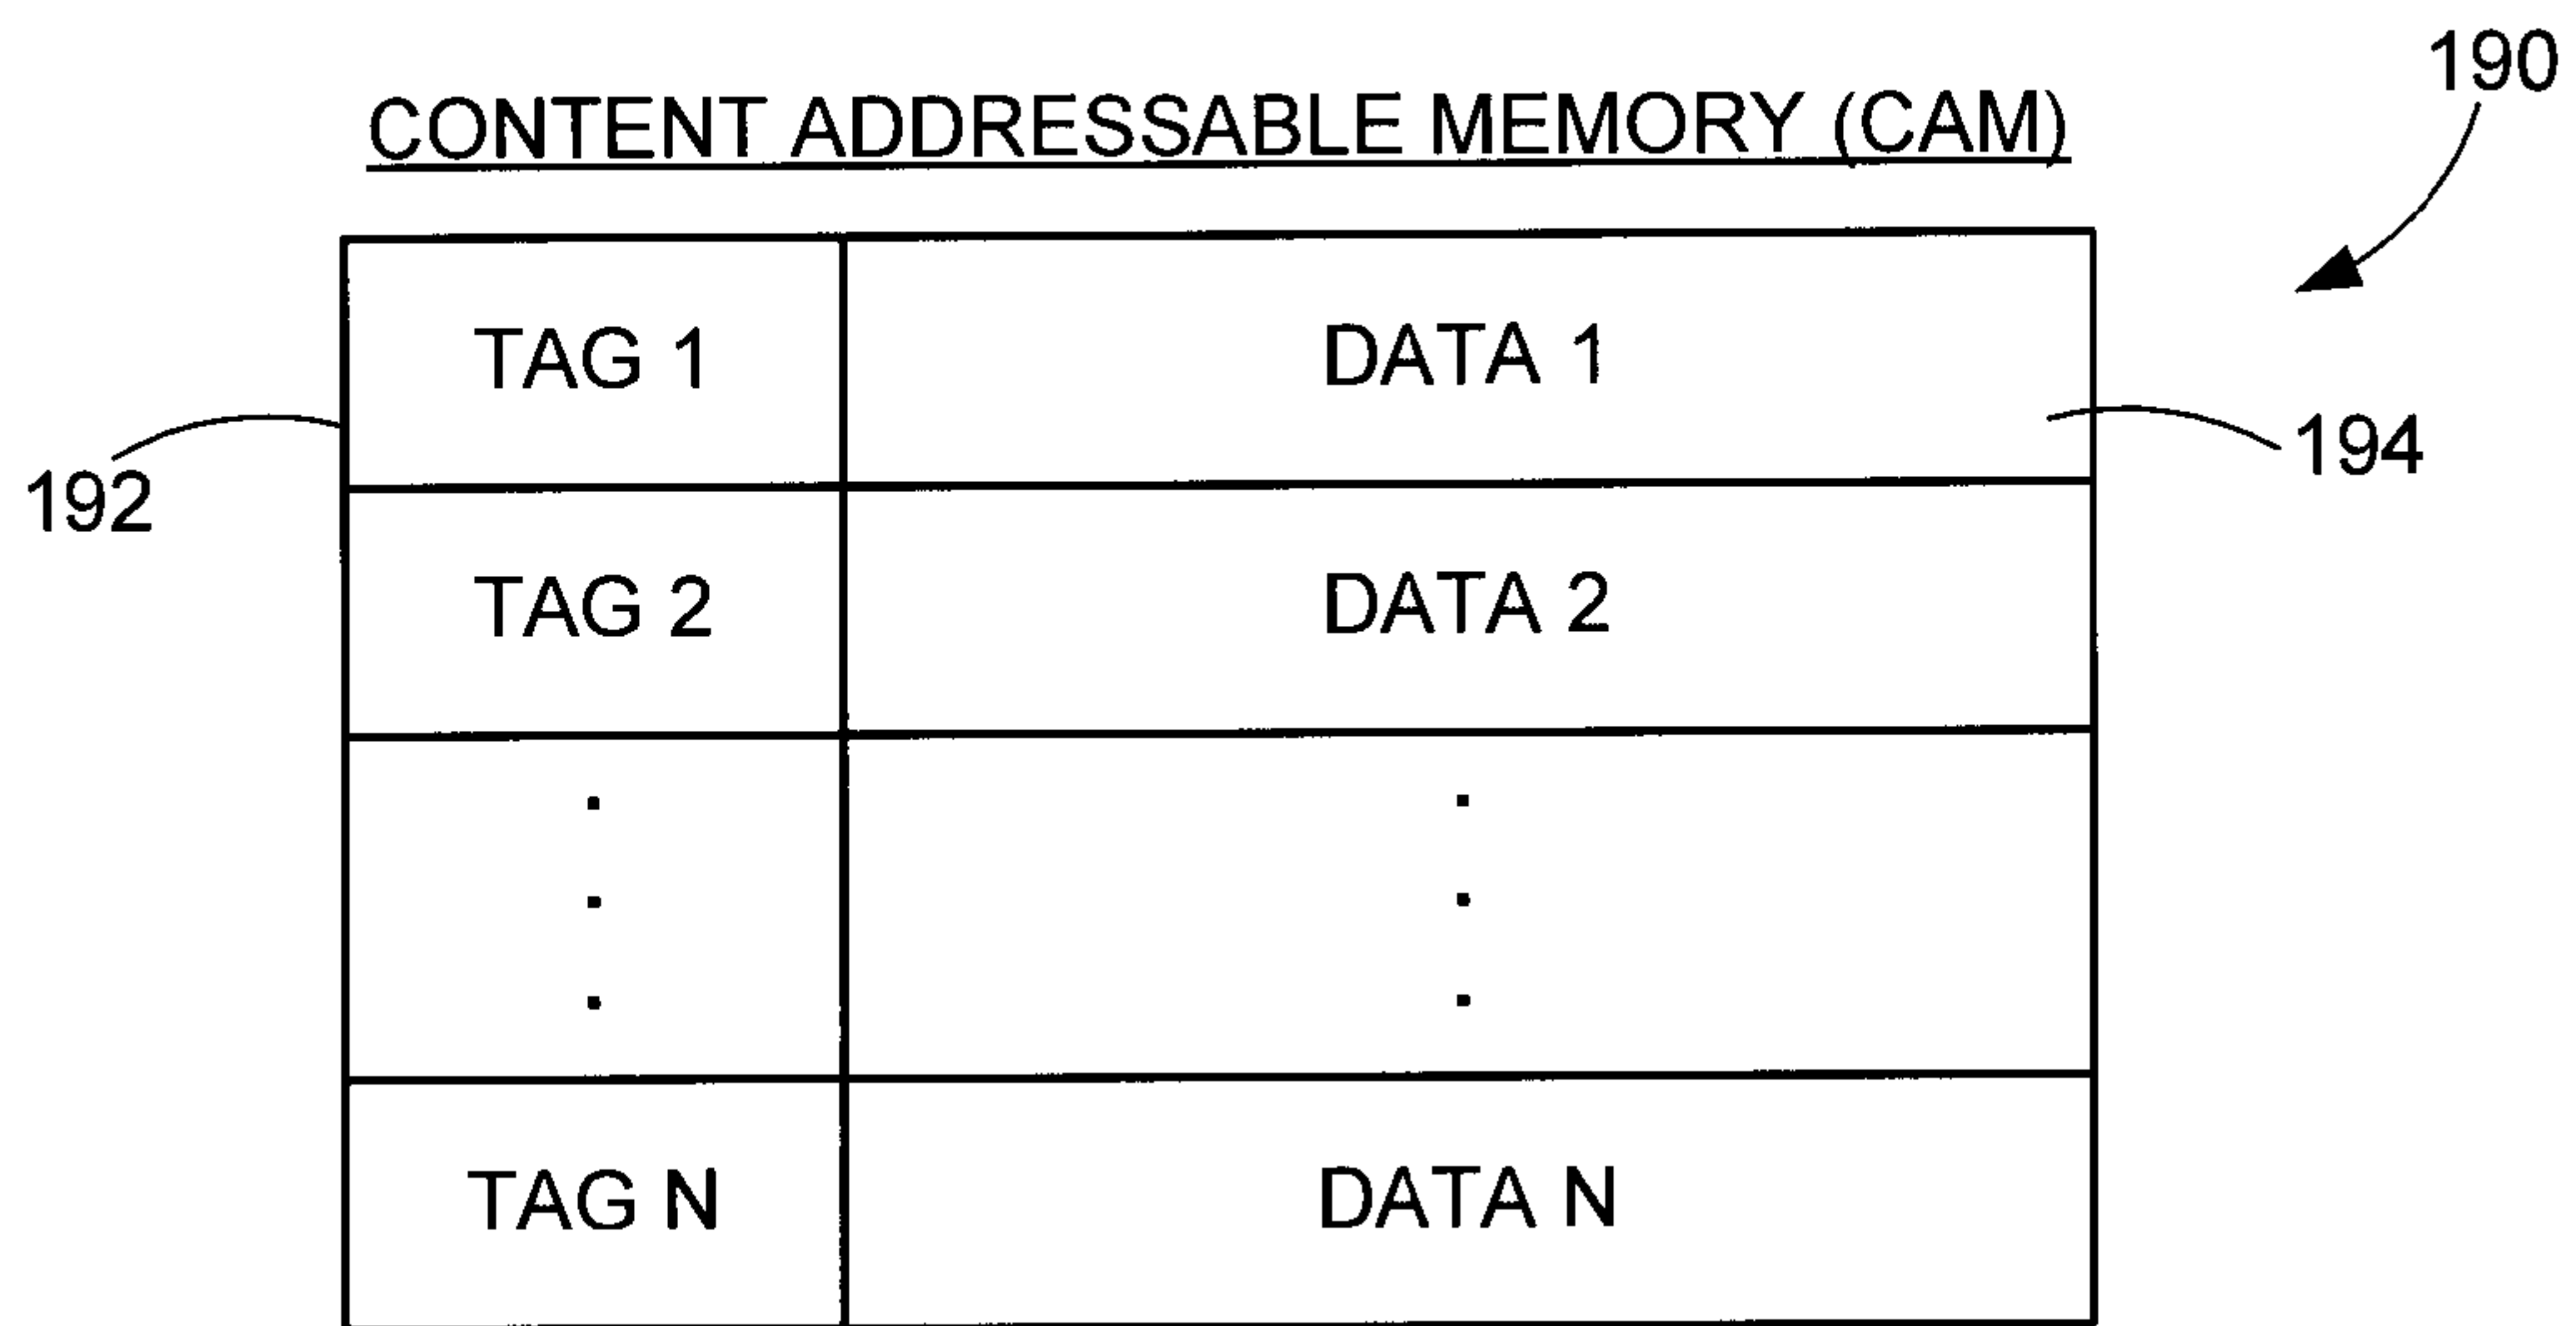 190
CONTENT ADDRESSABLE MEMORY (CAM)
TAG 1 DATA 1
192 194
TAG 2 DATA 2
. .
. .
. .
TAG N DATA N